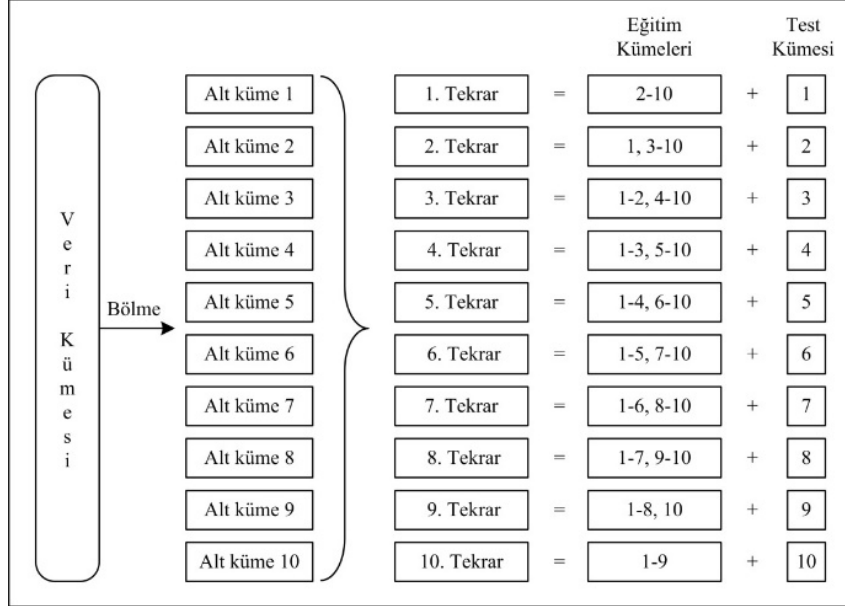 Eğitim
Kümeleri
Test
Kümesi
Veri Kümesi
Bölme
Alt küme 1
1. Tekrar = 2-10 + 1
Alt küme 2
2. Tekrar = 1, 3-10 + 2
Alt küme 3
3. Tekrar = 1-2, 4-10 + 3
Alt küme 4
4. Tekrar = 1-3, 5-10 + 4
Alt küme 5
5. Tekrar = 1-4, 6-10 + 5
Alt küme 6
6. Tekrar = 1-5, 7-10 + 6
Alt küme 7
7. Tekrar = 1-6, 8-10 + 7
Alt küme 8
8. Tekrar = 1-7, 9-10 + 8
Alt küme 9
9. Tekrar = 1-8, 10 + 9
Alt küme 10
10. Tekrar = 1-9 + 10